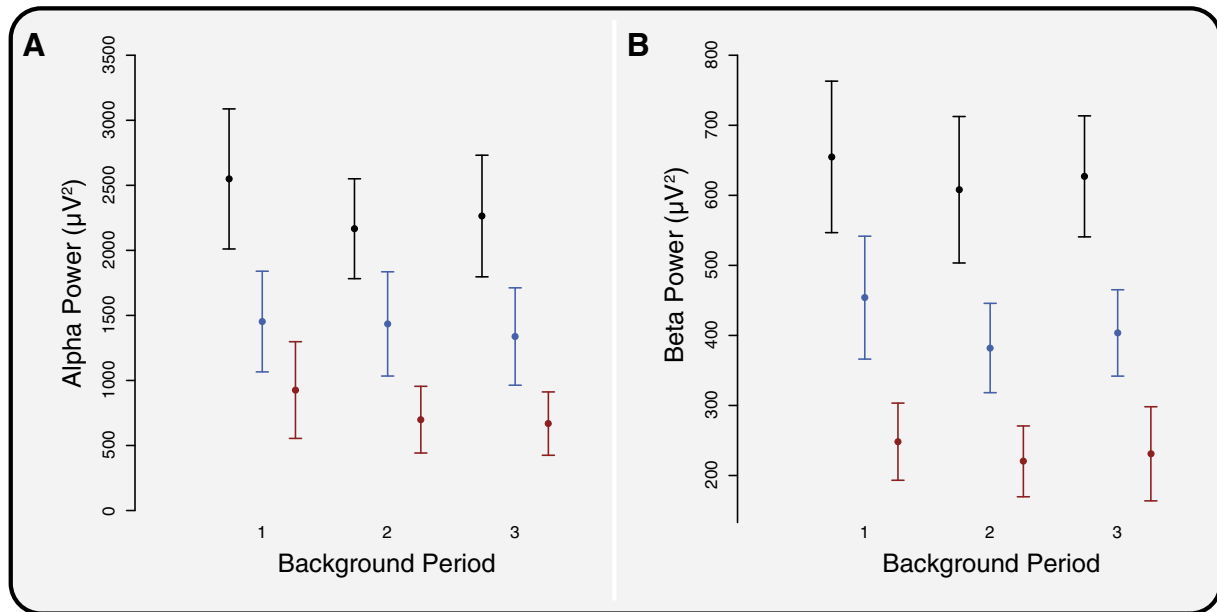 A
3500
3000
2500
2000
1500
1000
500
0
Alpha Power (µV²)
1 2 3
Background Period
B
800
700
600
500
400
300
200
Beta Power (µV²)
1 2 3
Background Period